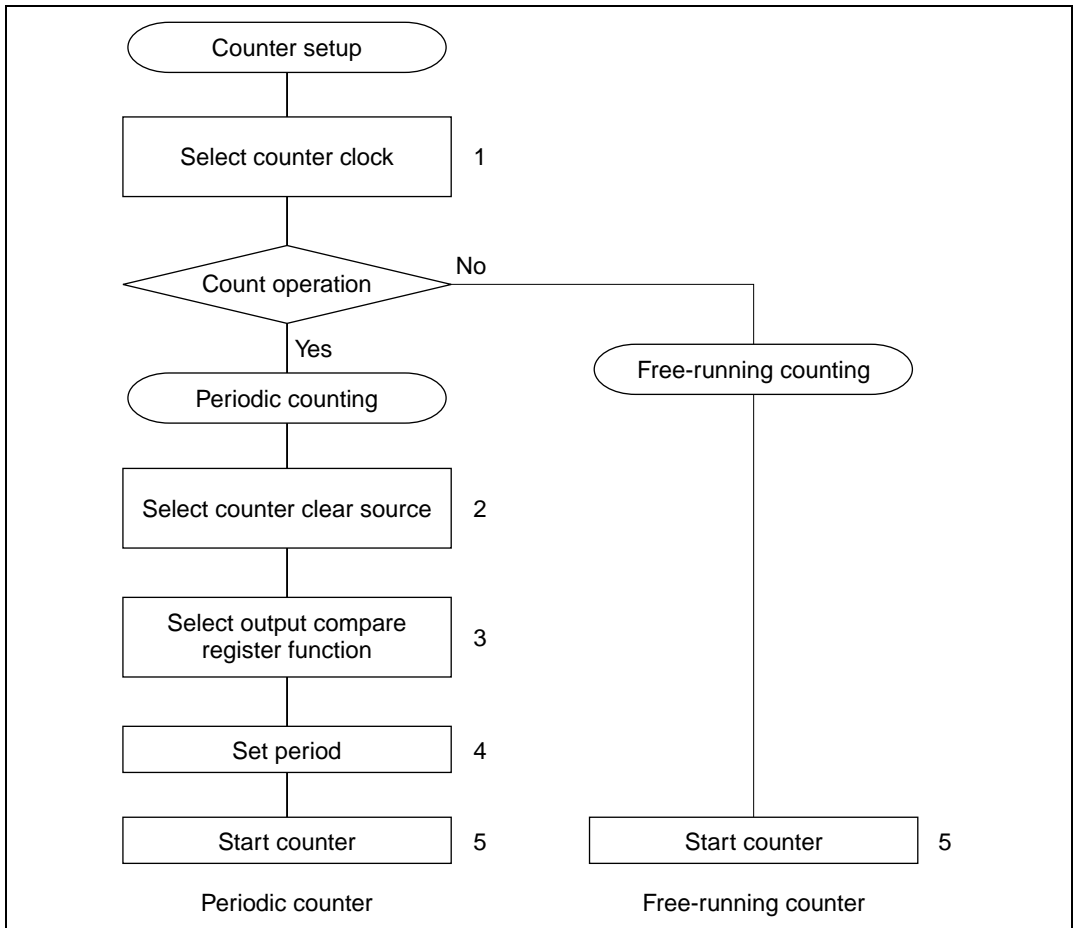 Counter setup
Select counter clock
1
Count operation
No
Yes
Free-running counting
Periodic counting
Select counter clear source
2
Select output compare
register function
3
Set period
4
Start counter
5
Start counter
5
Periodic counter
Free-running counter